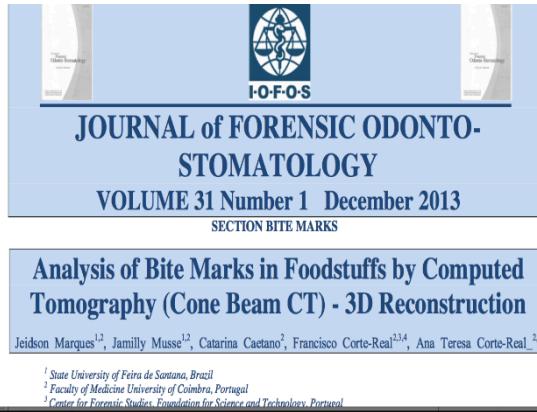 I·O·F·O·S
JOURNAL of FORENSIC ODONTO-
STOMATOLOGY
VOLUME 31 Number 1 December 2013
SECTION BITE MARKS
Analysis of Bite Marks in Foodstuffs by Computed
Tomography (Cone Beam CT) - 3D Reconstruction
Jeidson Marques1,2, Jamilly Musse1,2, Catarina Caetano2, Francisco Corte-Real2,3,4, Ana Teresa Corte-Real_2,
1 State University of Feira de Santana, Brazil
2 Faculty of Medicine University of Coimbra, Portugal
3 Center for Forensic Studies, Foundation for Science and Technology, Portugal